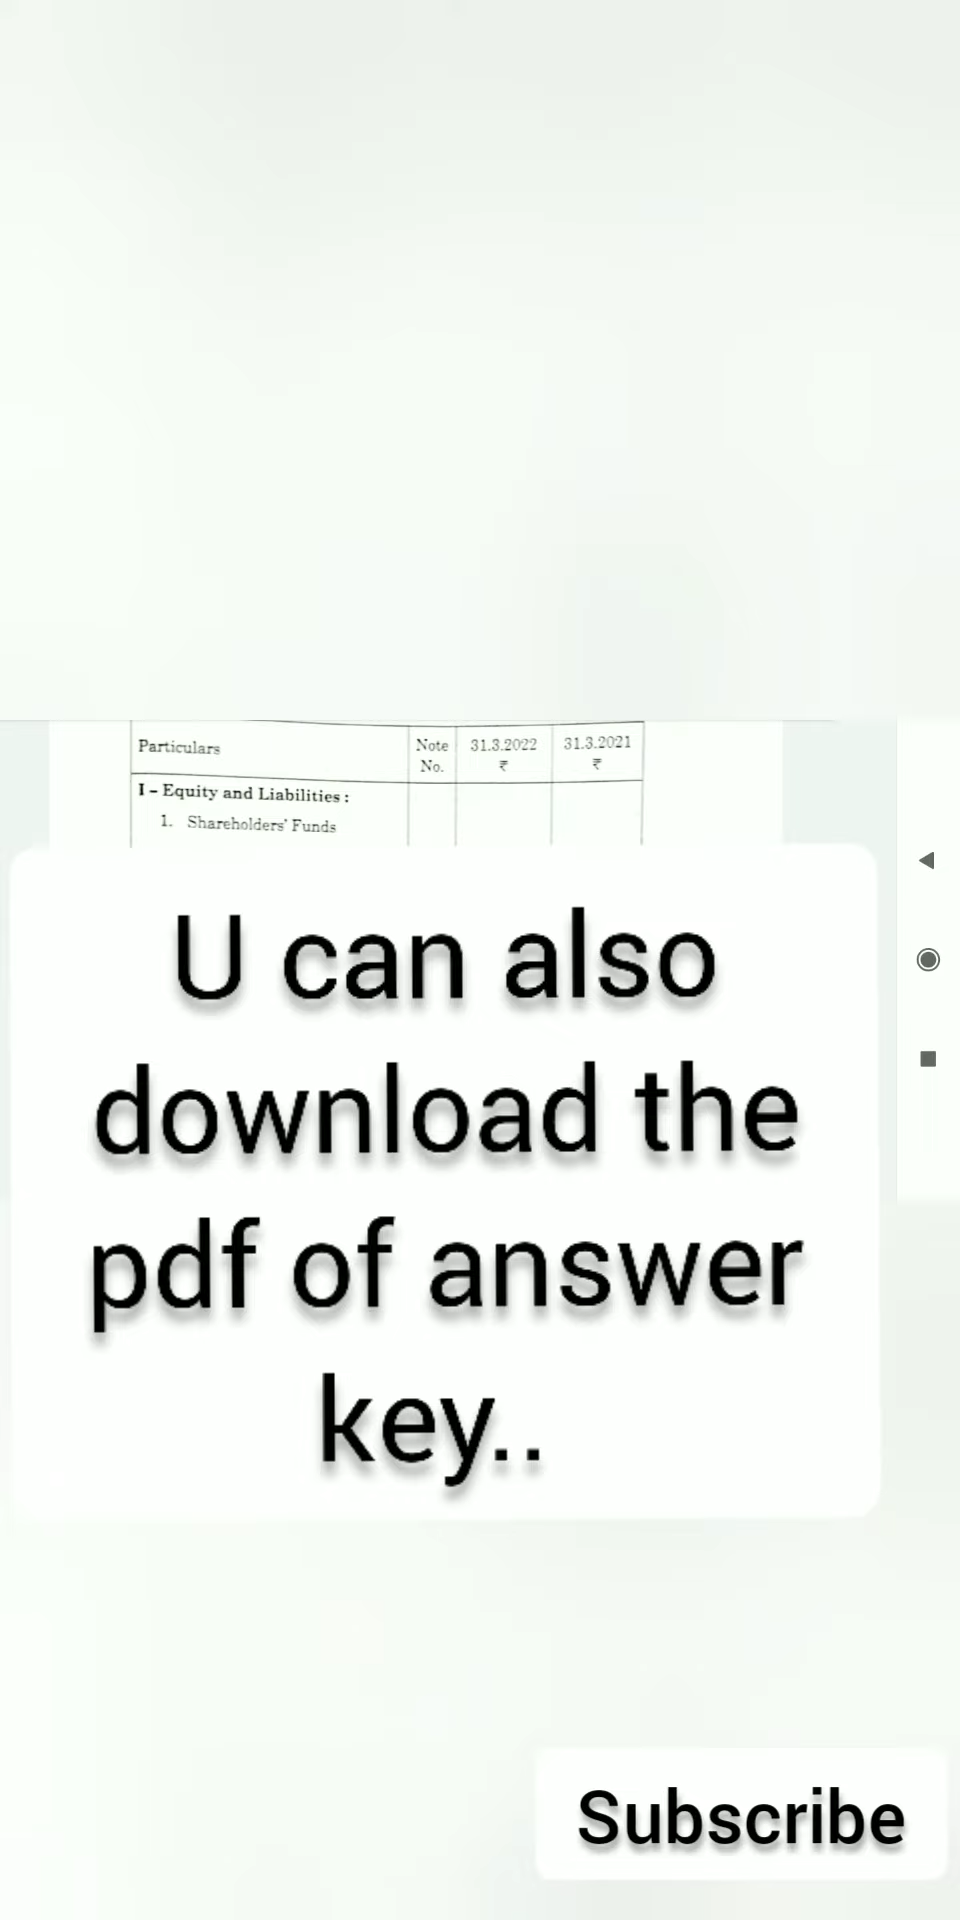 Particulars Note No. 31.3.2022 ₹ 31.3.2021 ₹
I – Equity and Liabilities :
1. Shareholders' Funds
U can also
download the
pdf of answer
key..
Subscribe